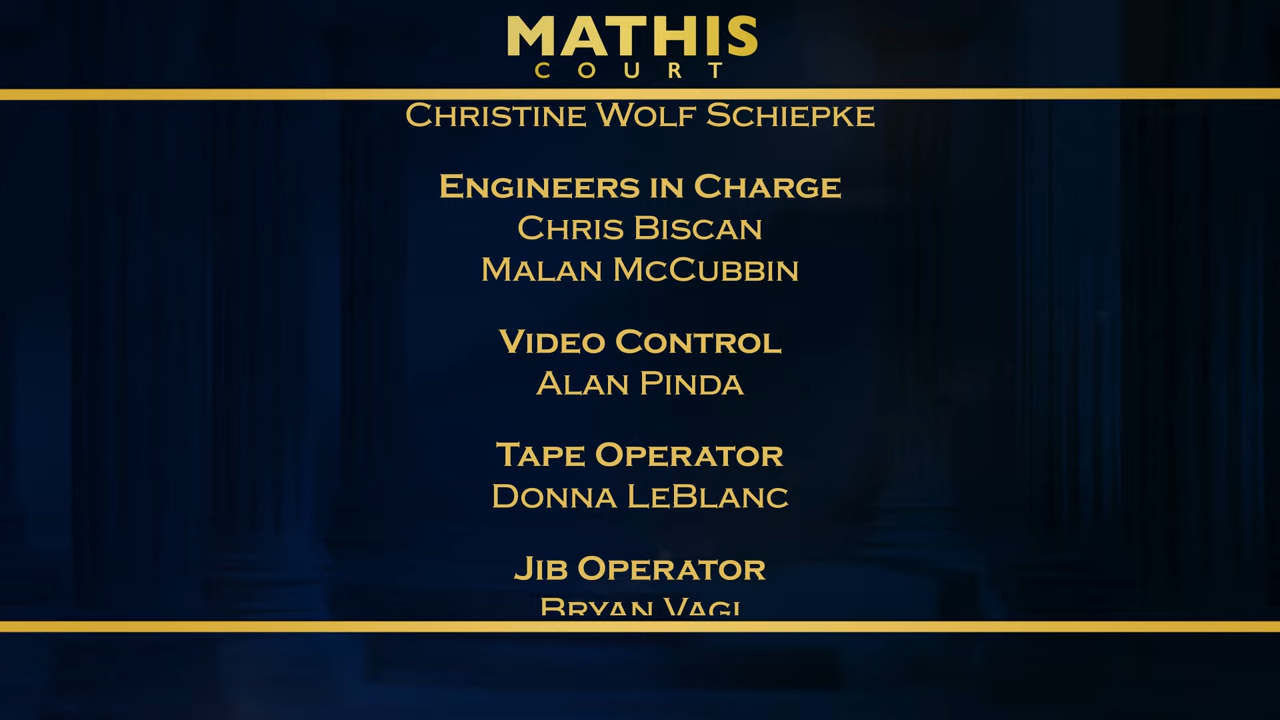 MATHIS
COURT
CHRISTINE WOLF SCHIEPKE
ENGINEERS IN CHARGE
CHRIS BISCAN
MALAN MCCUBBIN
VIDEO CONTROL
ALAN PINDA
TAPE OPERATOR
DONNA LEBLANC
JIB OPERATOR
BRYAN